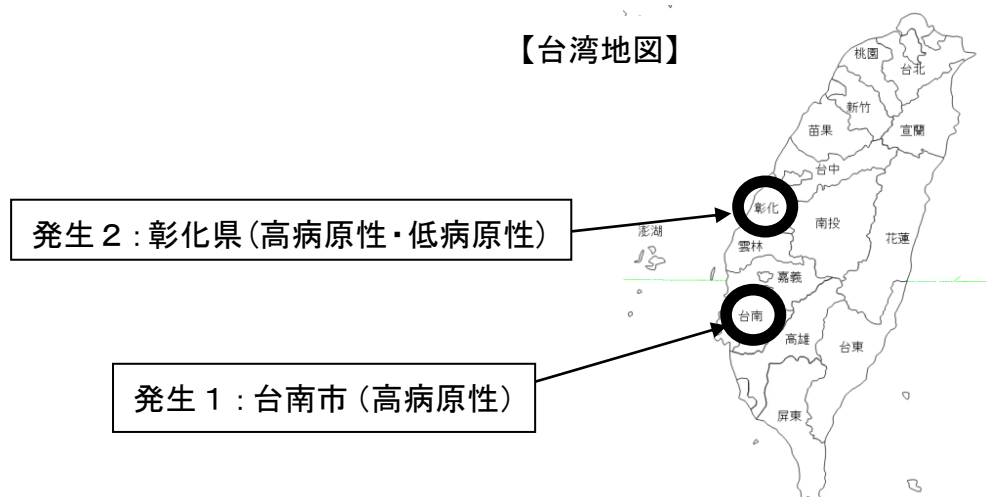 【台湾地図】
桃園
台北
新竹
苗果
宜蘭
台中
彰化
発生２：彰化県（高病原性・低病原性）
南投
澎湖
花蓮
雲林
嘉義
台南
高雄
台東
発生１：台南市（高病原性）
屏東